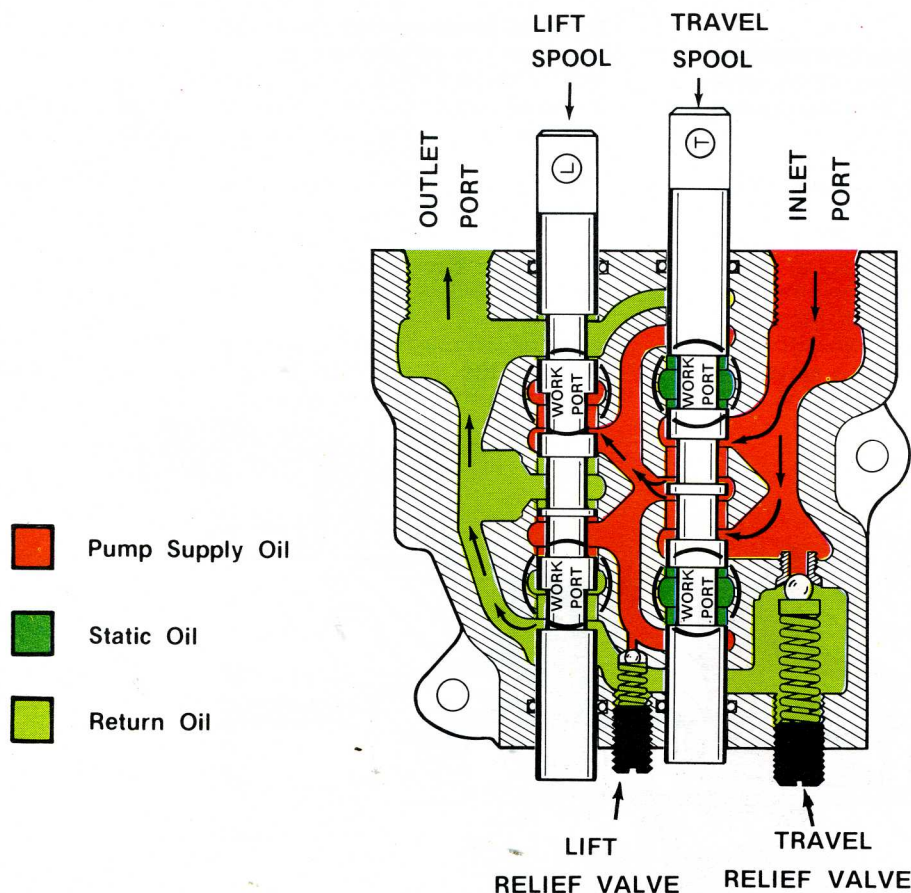 LIFT
SPOOL
TRAVEL
SPOOL
OUTLET
PORT
INLET
PORT
L
T
WORK
PORT
WORK
PORT
WORK
PORT
WORK
PORT
Pump Supply Oil
Static Oil
Return Oil
LIFT
RELIEF VALVE
TRAVEL
RELIEF VALVE